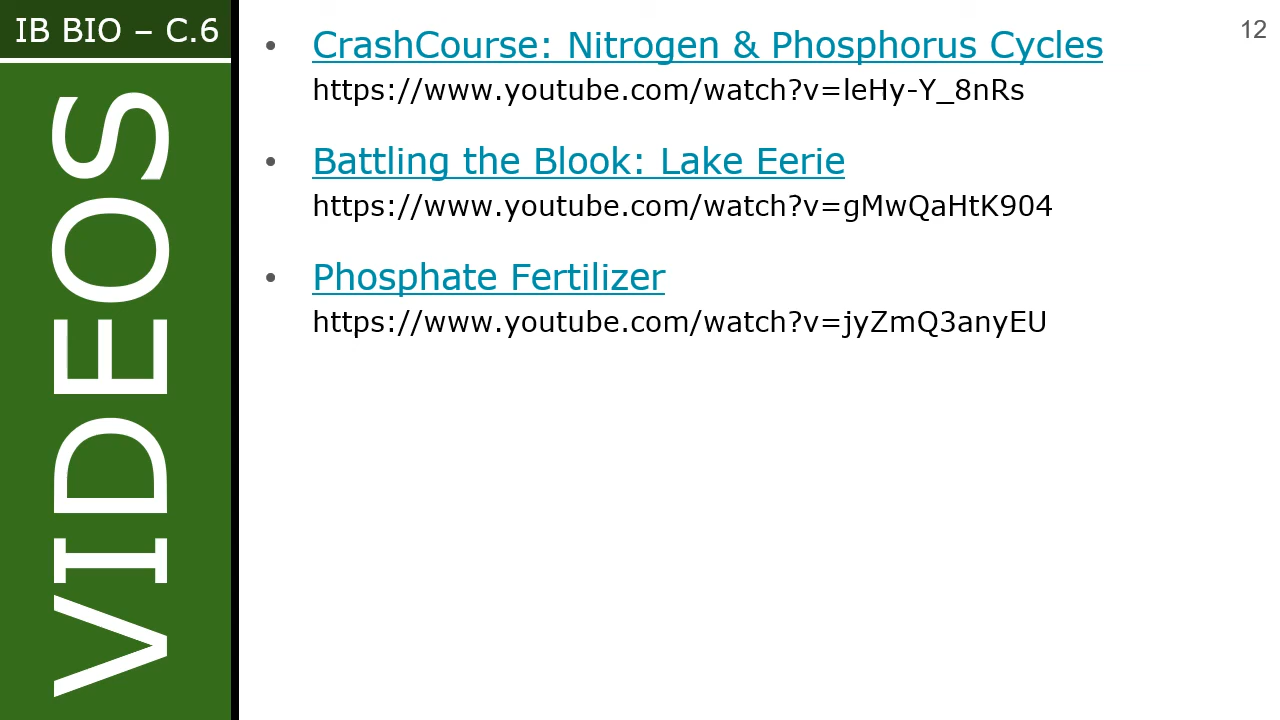 IB BIO – C.6
VIDEOS
12
• CrashCourse: Nitrogen & Phosphorus Cycles
https://www.youtube.com/watch?v=leHy-Y_8nRs
• Battling the Blook: Lake Eerie
https://www.youtube.com/watch?v=gMwQaHtK904
• Phosphate Fertilizer
https://www.youtube.com/watch?v=jyZmQ3anyEU